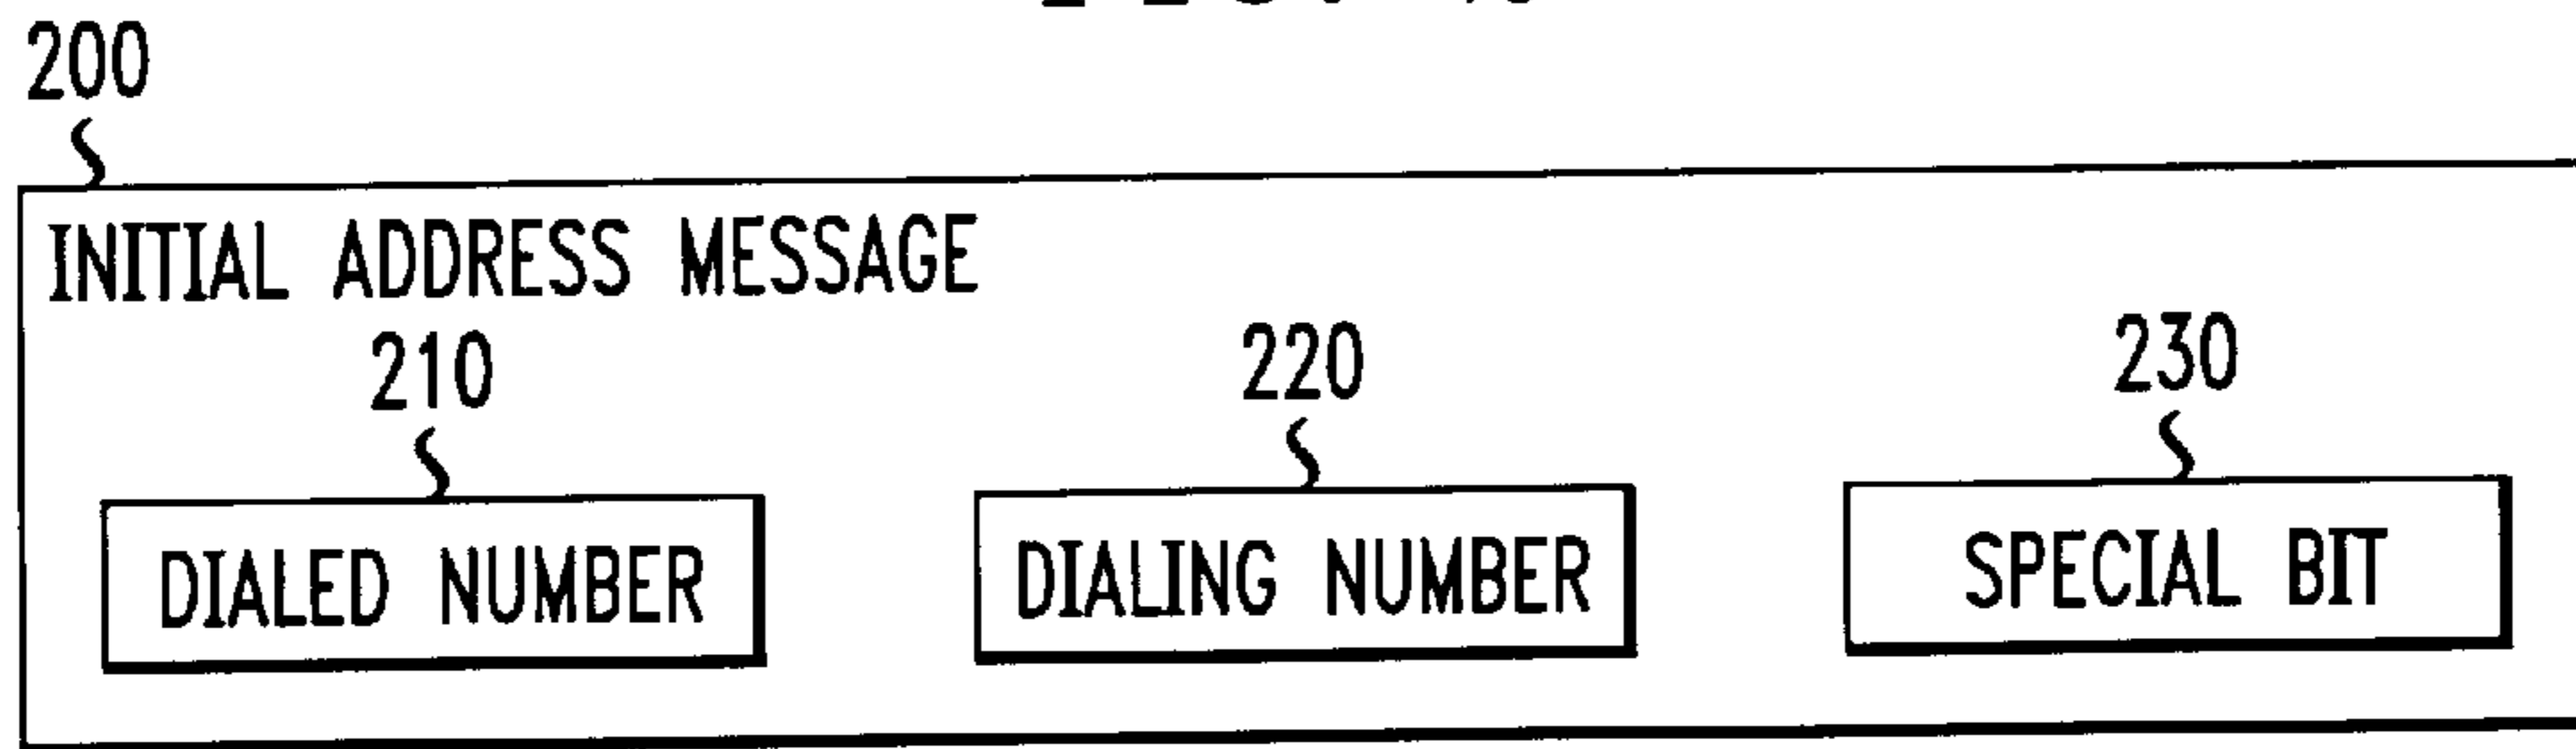 200
INITIAL ADDRESS MESSAGE
210 220 230
DIALED NUMBER DIALING NUMBER SPECIAL BIT